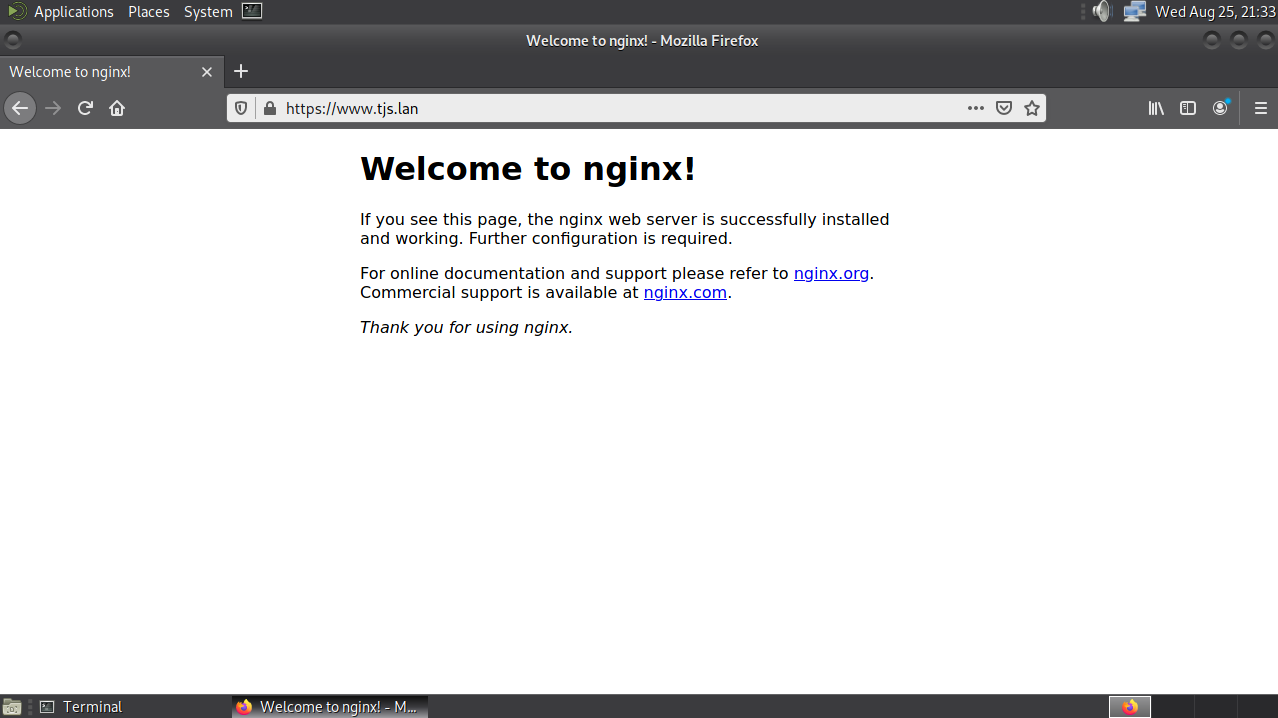 Applications Places System Wed Aug 25, 21:33
Welcome to nginx! - Mozilla Firefox
Welcome to nginx!
https://www.tjs.lan
Welcome to nginx!
If you see this page, the nginx web server is successfully installed
and working. Further configuration is required.
For online documentation and support please refer to nginx.org.
Commercial support is available at nginx.com.
Thank you for using nginx.
Terminal Welcome to nginx! - M...